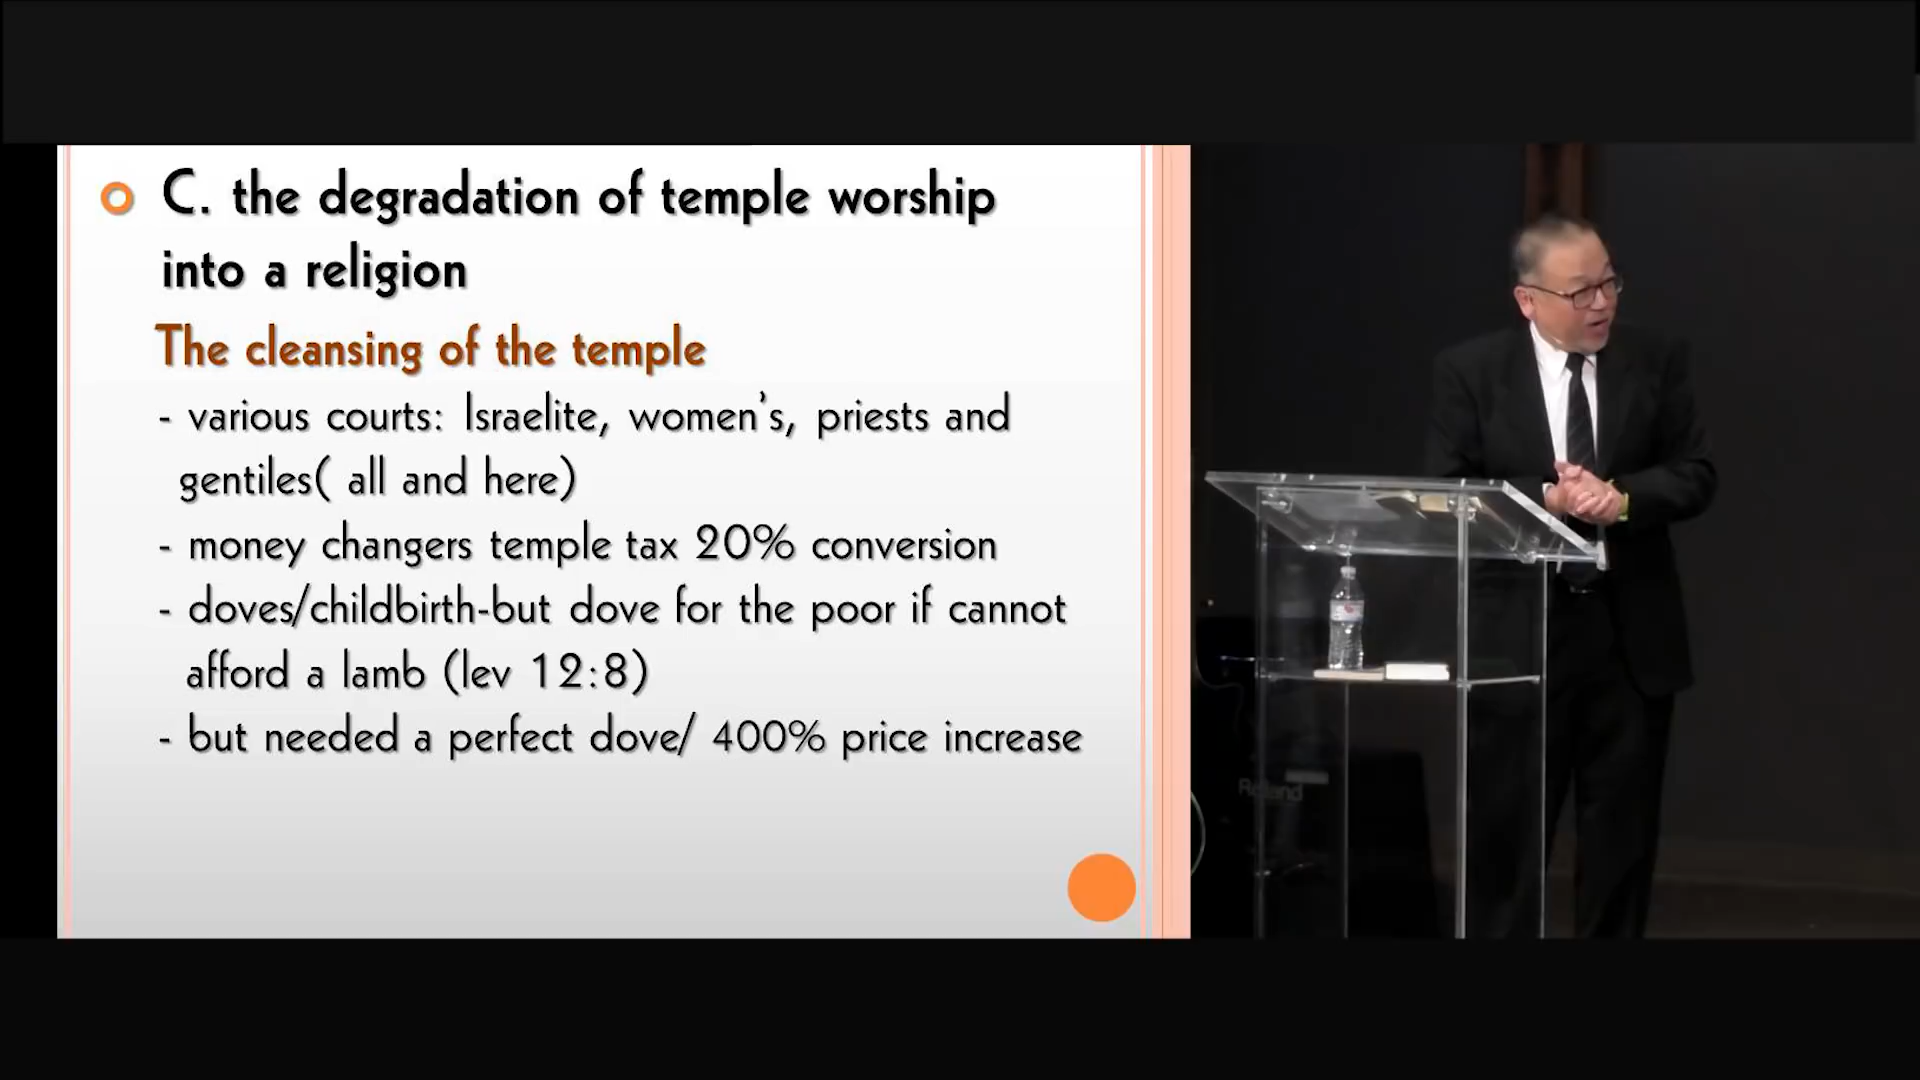 C. the degradation of temple worship
into a religion
The cleansing of the temple
- various courts: Israelite, women's, priests and
gentiles( all and here)
- money changers temple tax 20% conversion
- doves/childbirth-but dove for the poor if cannot
afford a lamb (lev 12:8)
- but needed a perfect dove/ 400% price increase
Roland